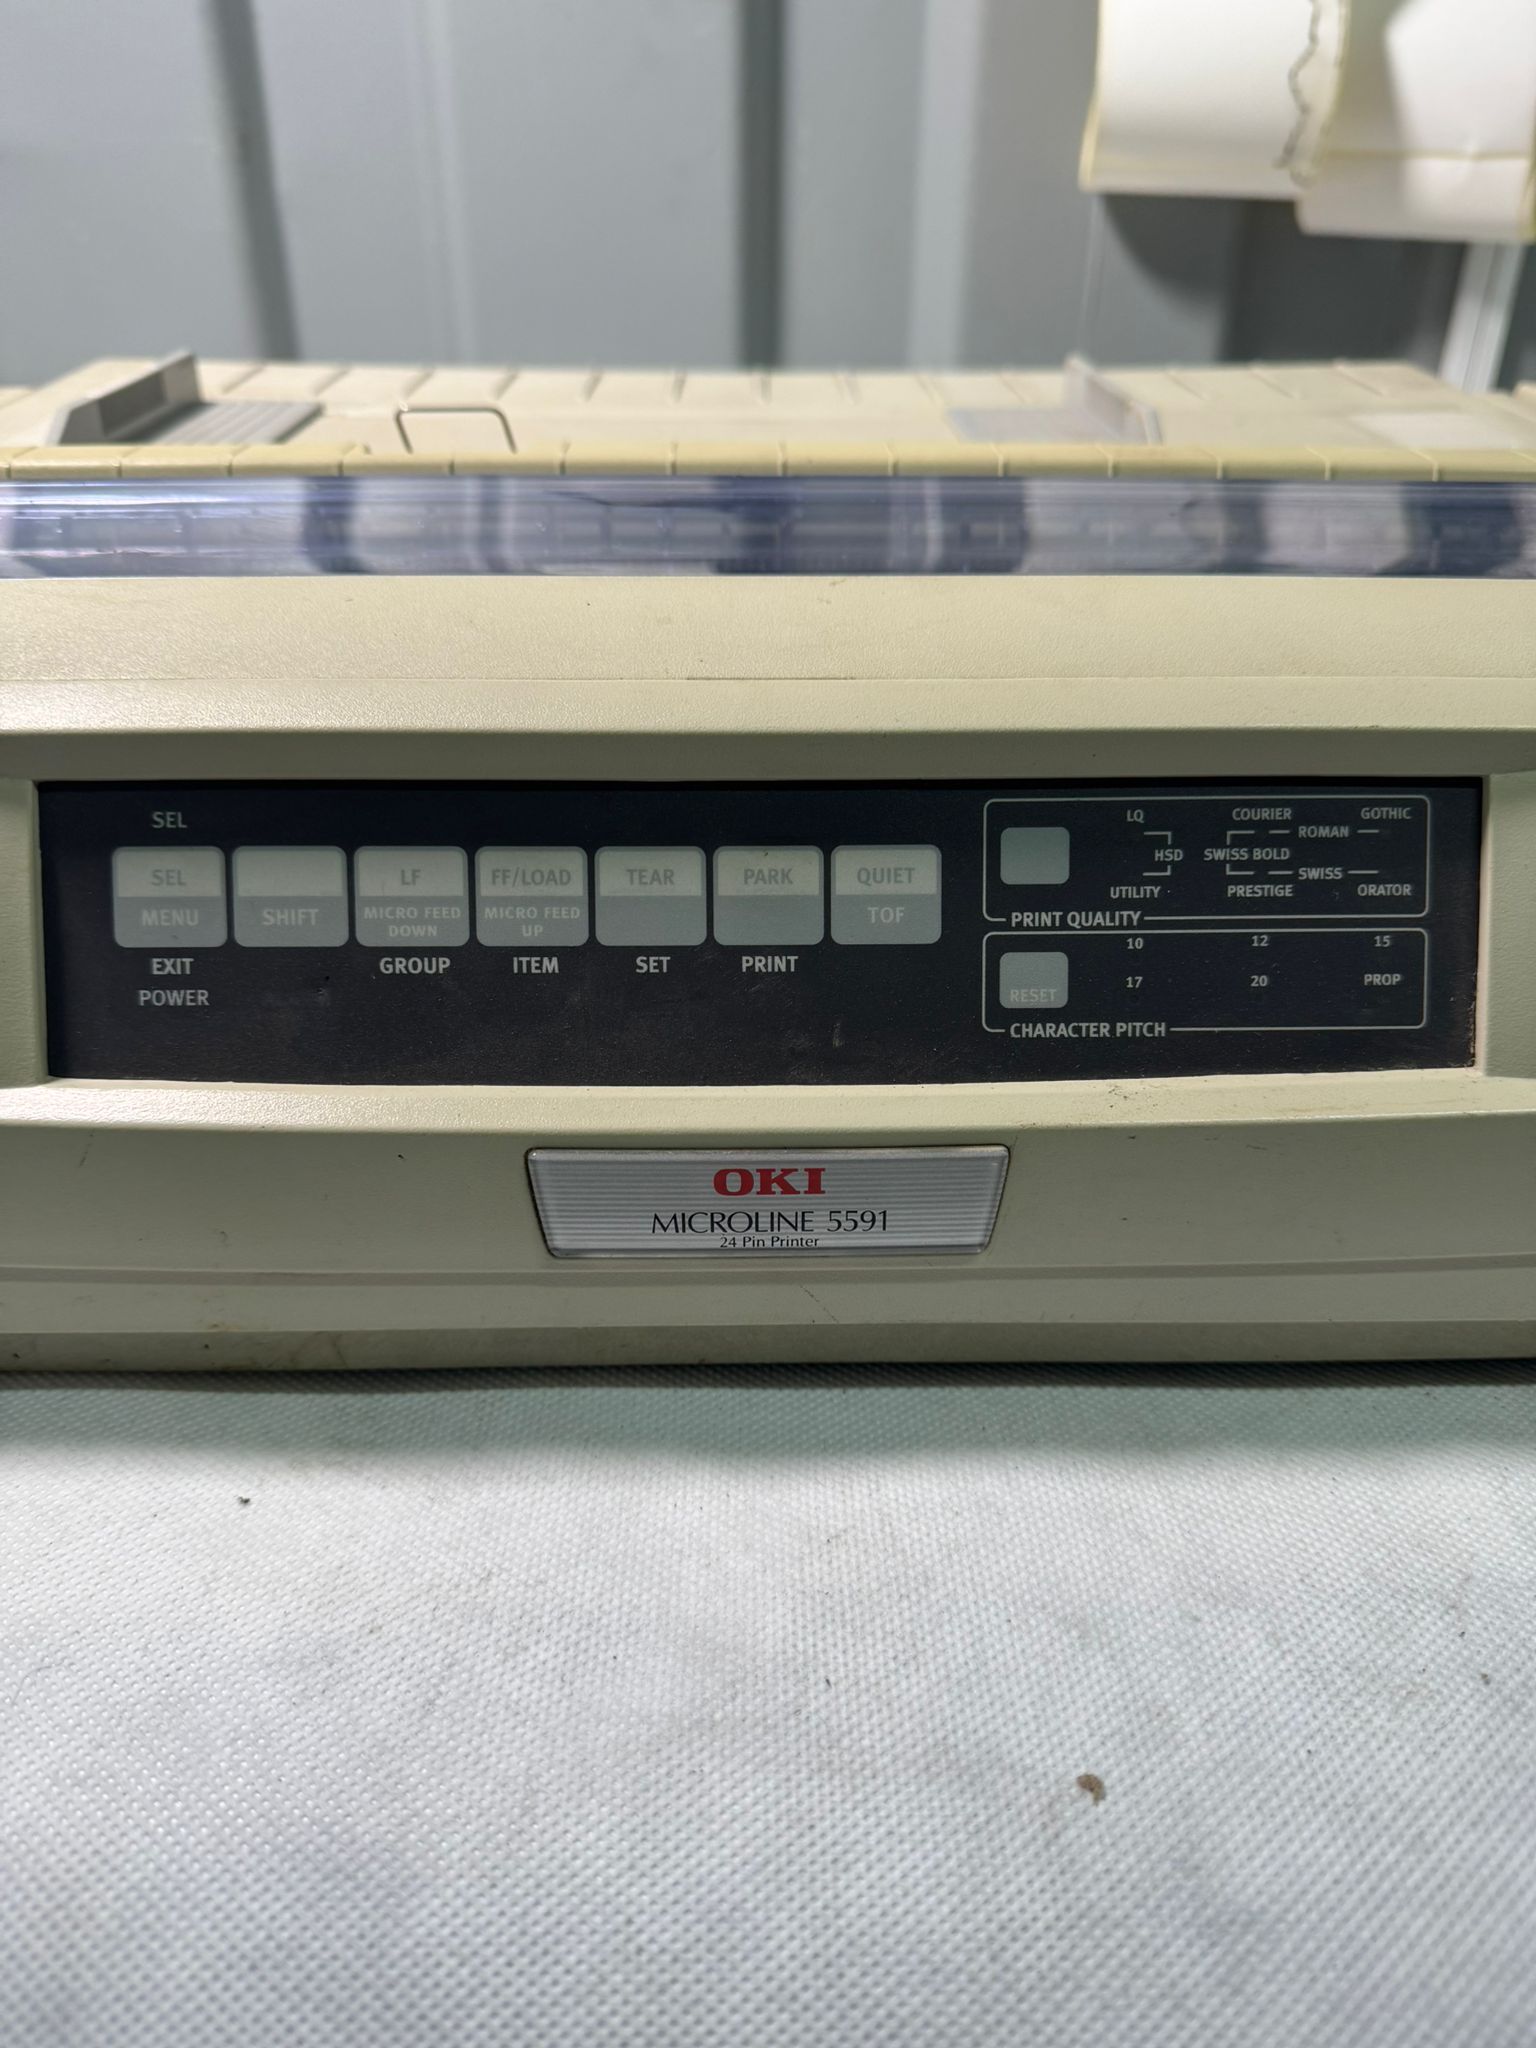 SEL
SEL
MENU
EXIT
POWER
SHIFT
LF
MICRO FEED
DOWN
GROUP
FF/LOAD
MICRO FEED
UP
ITEM
TEAR
SET
PARK
PRINT
QUIET
TOF
LQ
HSD
UTILITY
COURIER
ROMAN
GOTHIC
SWISS BOLD
SWISS
PRESTIGE
ORATOR
PRINT QUALITY
10 12 15
17 20 PROP
RESET
CHARACTER PITCH
OKI
MICROLINE 5591
24 Pin Printer